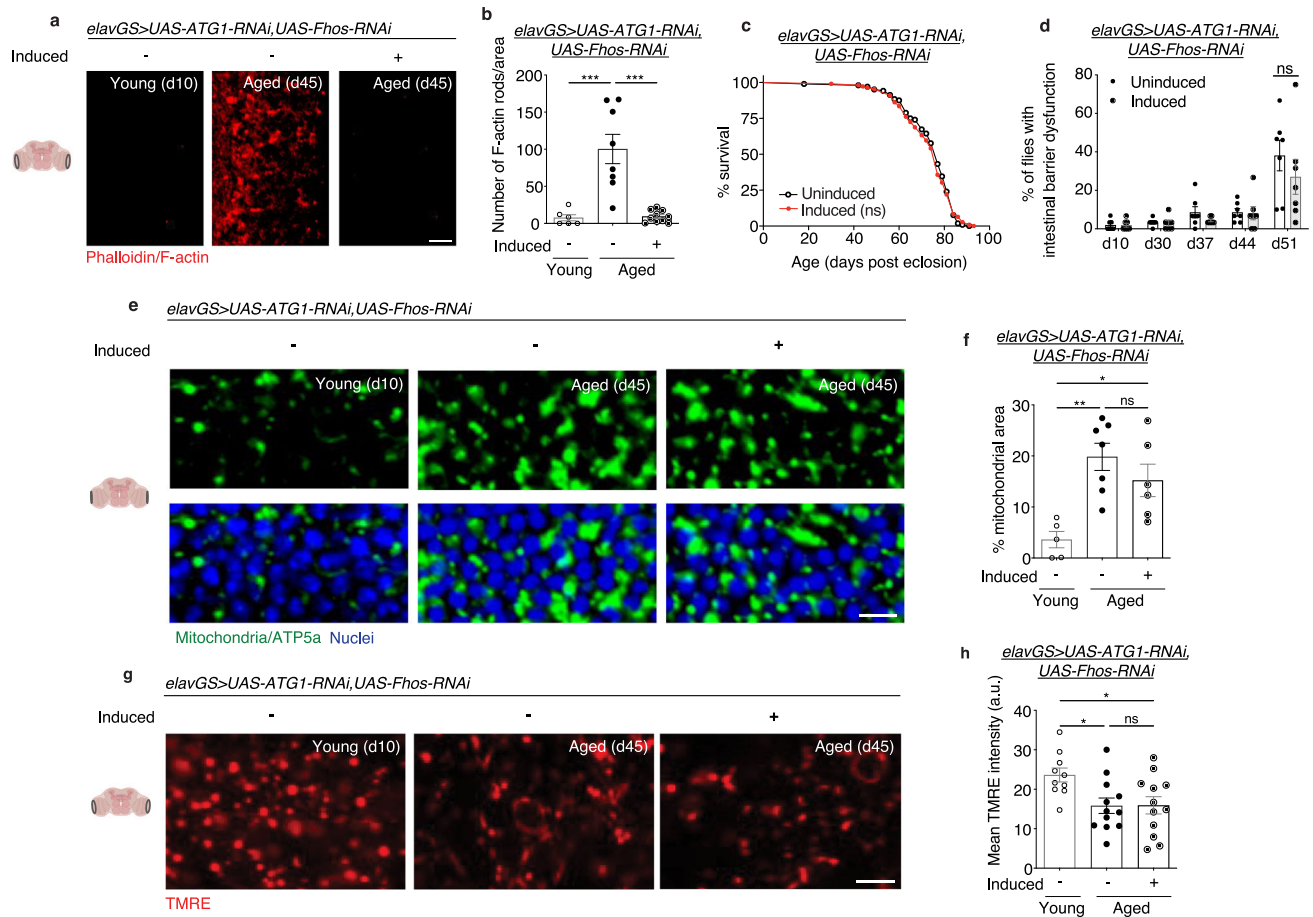 a
elavGS>UAS-ATG1-RNAi,UAS-Fhos-RNAi
Induced - - +
Young (d10) Aged (d45) Aged (d45)
Phalloidin/F-actin
b
elavGS>UAS-ATG1-RNAi,
UAS-Fhos-RNAi
*** ***
Number of F-actin rods/area
200
150
100
50
0
Induced - - +
Young Aged
c
elavGS>UAS-ATG1-RNAi,
UAS-Fhos-RNAi
% survival
100
75
50
25
0
Uninduced
Induced (ns)
0 20 40 60 80 100
Age (days post eclosion)
d
elavGS>UAS-ATG1-RNAi,
UAS-Fhos-RNAi
% of flies with
intestinal barrier dysfunction
80
60
40
20
0
Uninduced
Induced
ns
d10 d30 d37 d44 d51
e
elavGS>UAS-ATG1-RNAi,UAS-Fhos-RNAi
Induced - - +
Young (d10) Aged (d45) Aged (d45)
Mitochondria/ATP5a Nuclei
f
elavGS>UAS-ATG1-RNAi,
UAS-Fhos-RNAi
*
** ns
% mitochondrial area
30
20
10
0
Induced - - +
Young Aged
g
elavGS>UAS-ATG1-RNAi,UAS-Fhos-RNAi
Induced - - +
Young (d10) Aged (d45) Aged (d45)
TMRE
h
elavGS>UAS-ATG1-RNAi,
UAS-Fhos-RNAi
*
* ns
Mean TMRE intensity (a.u.)
40
30
20
10
0
Induced - - +
Young Aged